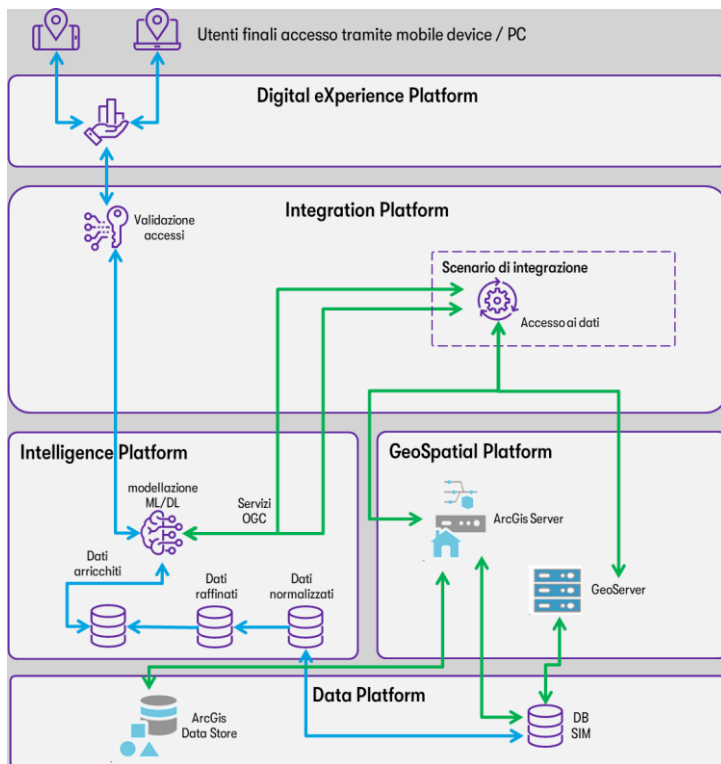 Utenti finali accesso tramite mobile device / PC
Digital eXperience Platform
Integration Platform
Validazione
accessi
Scenario di integrazione
Accesso ai dati
Intelligence Platform
modellazione
ML/DL
Servizi
OGC
Dati
arricchiti
Dati
raffinati
Dati
normalizzati
GeoSpatial Platform
ArcGis Server
GeoServer
Data Platform
ArcGis
Data Store
DB
SIM